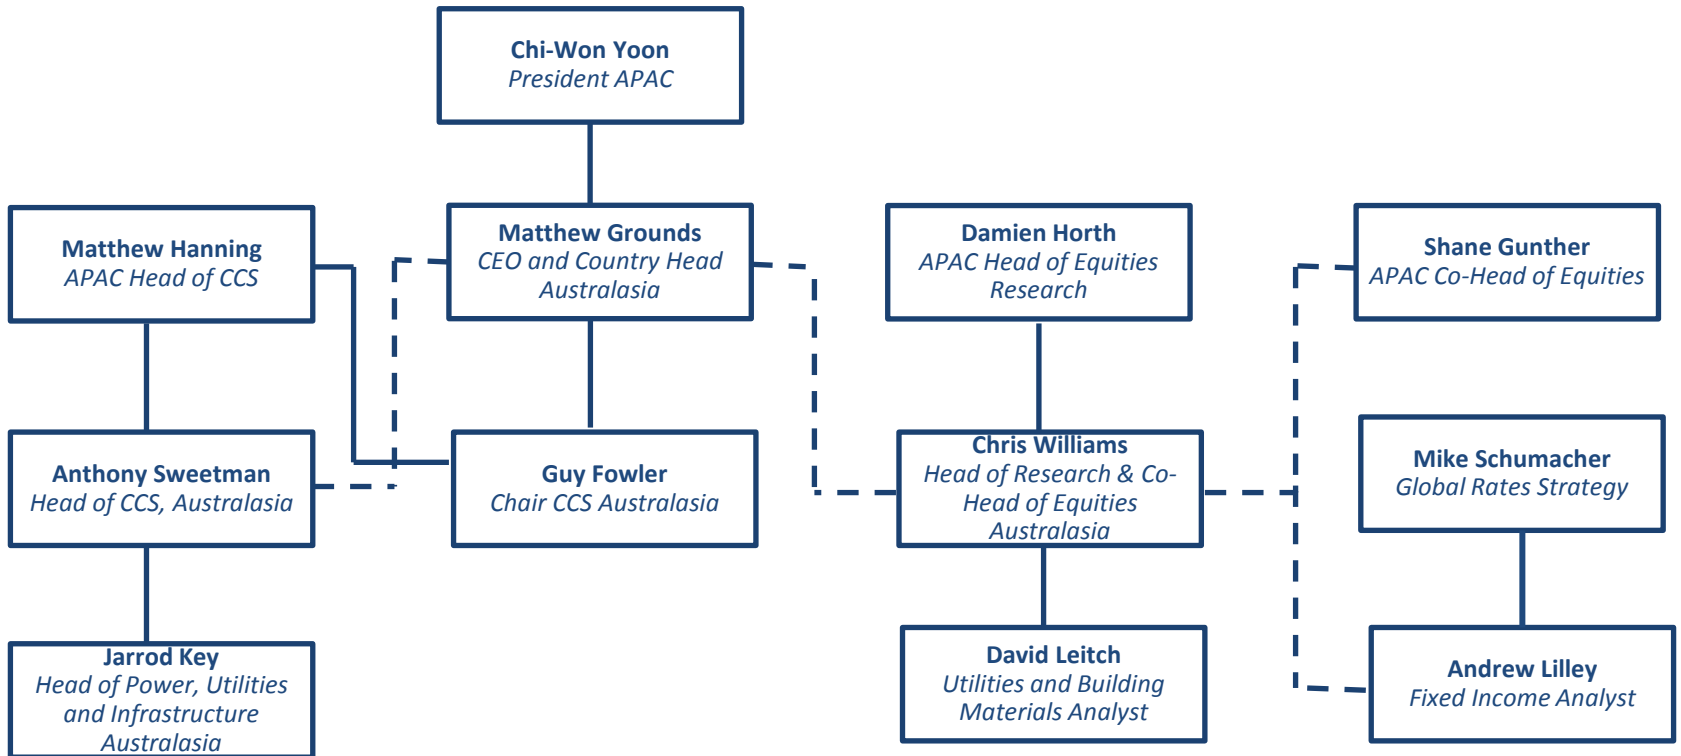 Chi-Won Yoon
President APAC
Matthew Hanning
APAC Head of CCS
Matthew Grounds
CEO and Country Head
Australasia
Damien Horth
APAC Head of Equities
Research
Shane Gunther
APAC Co-Head of Equities
Anthony Sweetman
Head of CCS, Australasia
Guy Fowler
Chair CCS Australasia
Chris Williams
Head of Research & Co-
Head of Equities
Australasia
Mike Schumacher
Global Rates Strategy
Jarrod Key
Head of Power, Utilities
and Infrastructure
Australasia
David Leitch
Utilities and Building
Materials Analyst
Andrew Lilley
Fixed Income Analyst